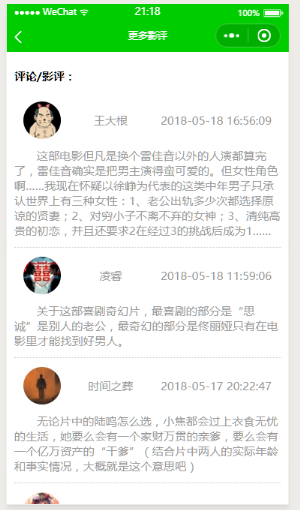 WeChat 21:18 100%
更多影评
评论/影评：
王大根 2018-05-18 16:56:09
这部电影但凡是换个雷佳音以外的人演都算完
了，雷佳音确实是把男主演得蛮可爱的。但女性角色
啊……我现在怀疑以徐峥为代表的这类中年男子只承
认世界上有三种女性：1、老公出轨多少次都选择原
谅的贤妻；2、对穷小子不离不弃的女神；3、清纯高
贵的初恋，并且还要求2在经过3的挑战后成为1……
凌睿 2018-05-18 11:59:06
关于这部喜剧奇幻片，最喜剧的部分是“思
诚”是别人的老公，最奇幻的部分是佟丽娅只有在电
影里才能找到好男人。
时间之葬 2018-05-17 20:22:47
无论片中的陆鸣怎么选，小焦都会过上衣食无忧
的生活，她要么会有一个家财万贯的亲爹，要么会有
一个亿万资产的“干爹”（结合片中两人的实际年龄
和事实情况，大概就是这个意思吧）